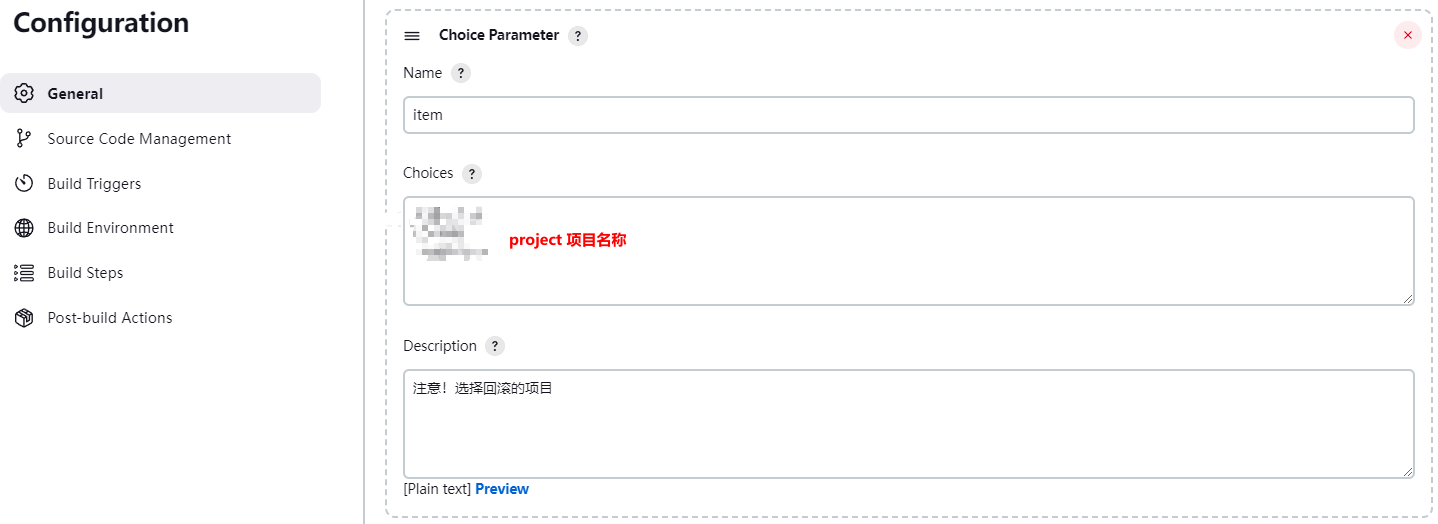 Configuration
General
Source Code Management
Build Triggers
Build Environment
Build Steps
Post-build Actions
Choice Parameter ?
Name ?
item
Choices ?
project 项目名称
Description ?
注意！选择回滚的项目
[Plain text] Preview